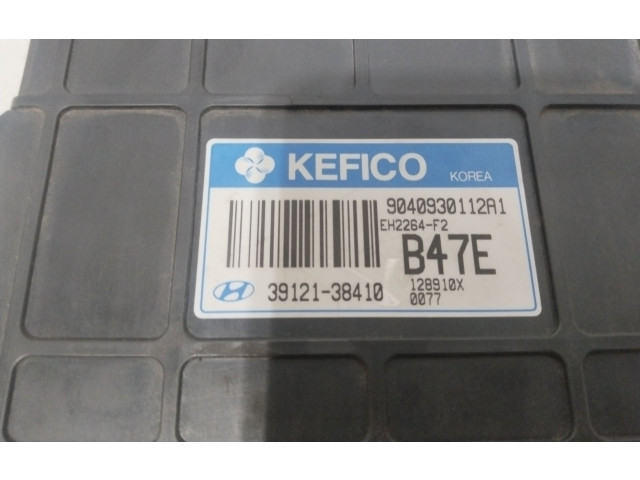 KEFICO KOREA
9040930112A1
EH2264-F2
B47E
39121-38410
128910X
0077